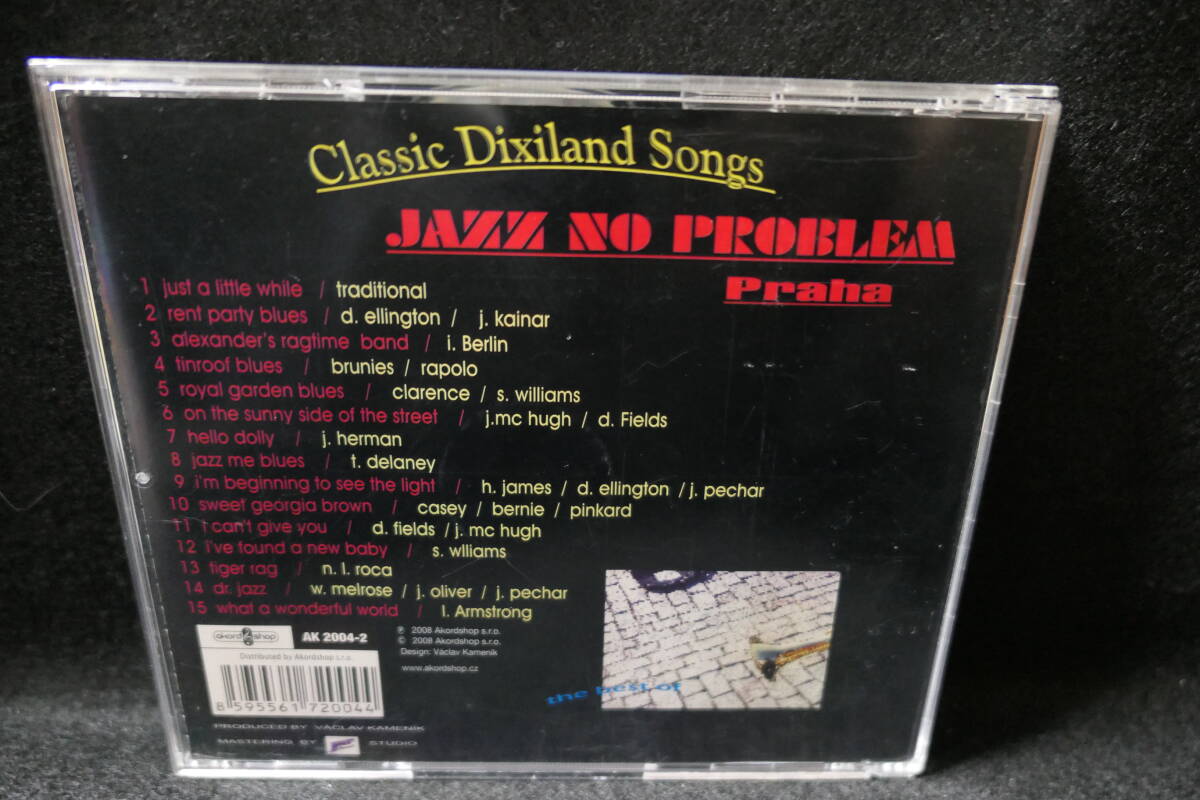 Classic Dixiland Songs
JAZZ NO PROBLEM
Praha
1 just a little while / traditional
2 rent party blues / d. ellington / j. kainar
3 alexander's ragtime band / i. Berlin
4 tinroof blues / brunies / rapolo
5 royal garden blues / clarence / s. williams
6 on the sunny side of the street / j.mc hugh / d. Fields
7 hello dolly / j. herman
8 jazz me blues / t. delaney
9 i'm beginning to see the light / h. james / d. ellington / j. pechar
10 sweet georgia brown / casey / bernie / pinkard
11 i can't give you / d. fields / j. mc hugh
12 i've found a new baby / s. wlliams
13 tiger rag / n. l. roca
14 dr. jazz / w. melrose / j. oliver / j. pechar
15 what a wonderful world / l. Armstrong
akord shop AK 2004-2
Distributed by Akordshop s.r.o.
8 595561 720044
℗ 2008 Akordshop s.r.o.
© 2008 Akordshop s.r.o.
Design: Václav Kameník
www.akordshop.cz
the best of
PRODUCED BY VÁCLAV KAMENÍK
MASTERING BY STUDIO